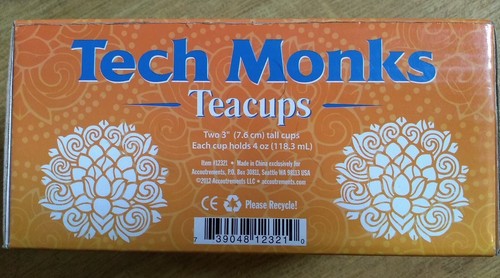 Tech Monks
Teacups
Two 3" (7.6 cm) tall cups
Each cup holds 4 oz (118.3 mL)
Item #12321 • Made in China exclusively for
Accoutrements, P.O. Box 30811, Seattle WA 98113 USA
©2012 Accoutrements LLC • accoutrements.com
CE Please Recycle!
7 39048 12321 0